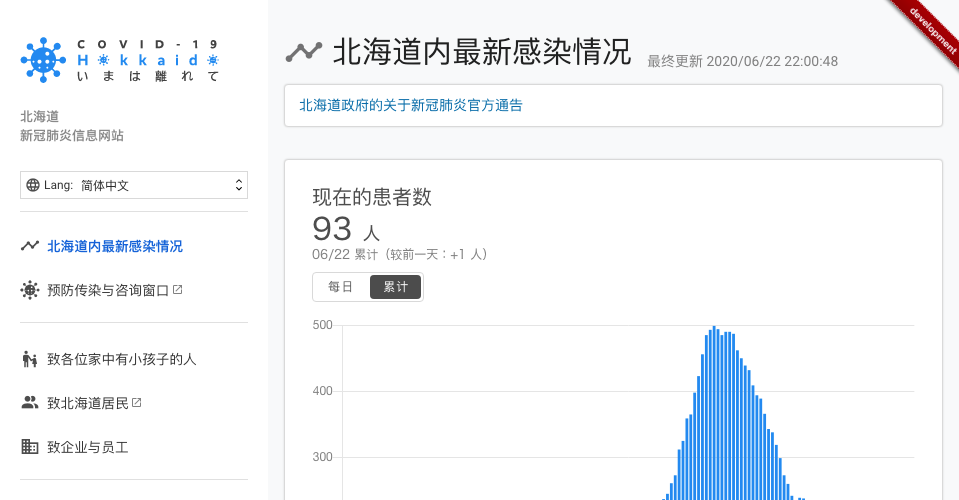 COVID-19
Hokkaido
いまは離れて
北海道
新冠肺炎信息网站
Lang: 简体中文
北海道内最新感染情况
预防传染与咨询窗口
致各位家中有小孩子的人
致北海道居民
致企业与员工
北海道内最新感染情况
最终更新 2020/06/22 22:00:48
development
北海道政府的关于新冠肺炎官方通告
现在的患者数
93 人
06/22 累计（较前一天：+1 人）
每日
累计
500
400
300